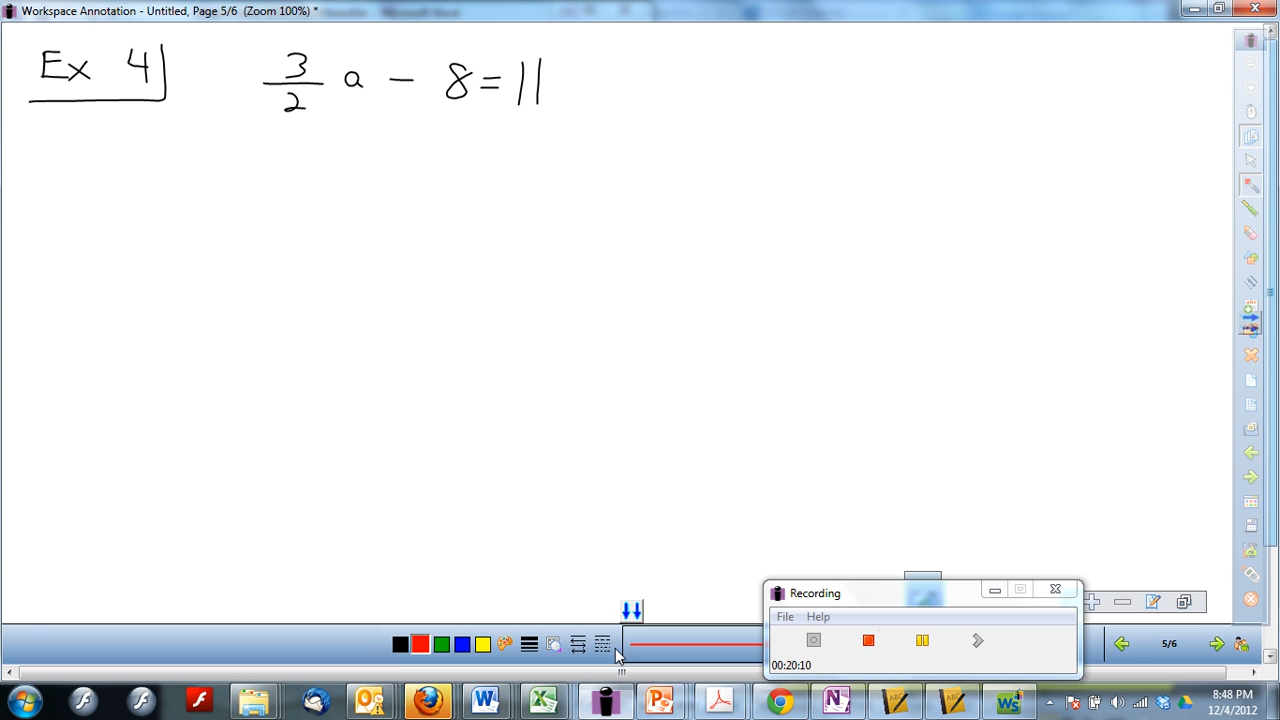 Workspace Annotation - Untitled, Page 5/6 (Zoom 100%) *
Ex 4
3/2 a - 8 = 11
Recording
File Help
00:20:10
5/6
8:48 PM
12/4/2012